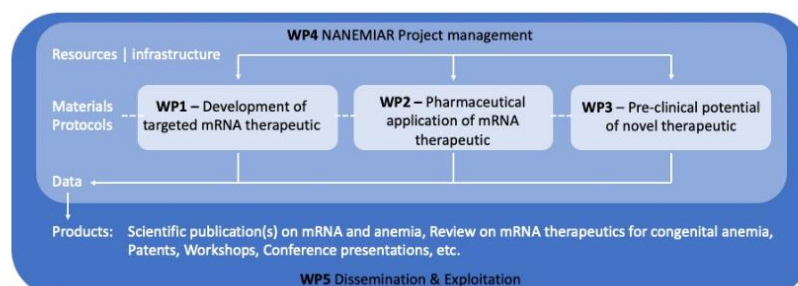 WP4 NANEMIAR Project management
Resources | infrastructure
Materials
Protocols
WP1 – Development of
targeted mRNA therapeutic
WP2 – Pharmaceutical
application of mRNA
therapeutic
WP3 – Pre-clinical potential
of novel therapeutic
Data
Products: Scientific publication(s) on mRNA and anemia, Review on mRNA therapeutics for congenital anemia,
Patents, Workshops, Conference presentations, etc.
WP5 Dissemination & Exploitation